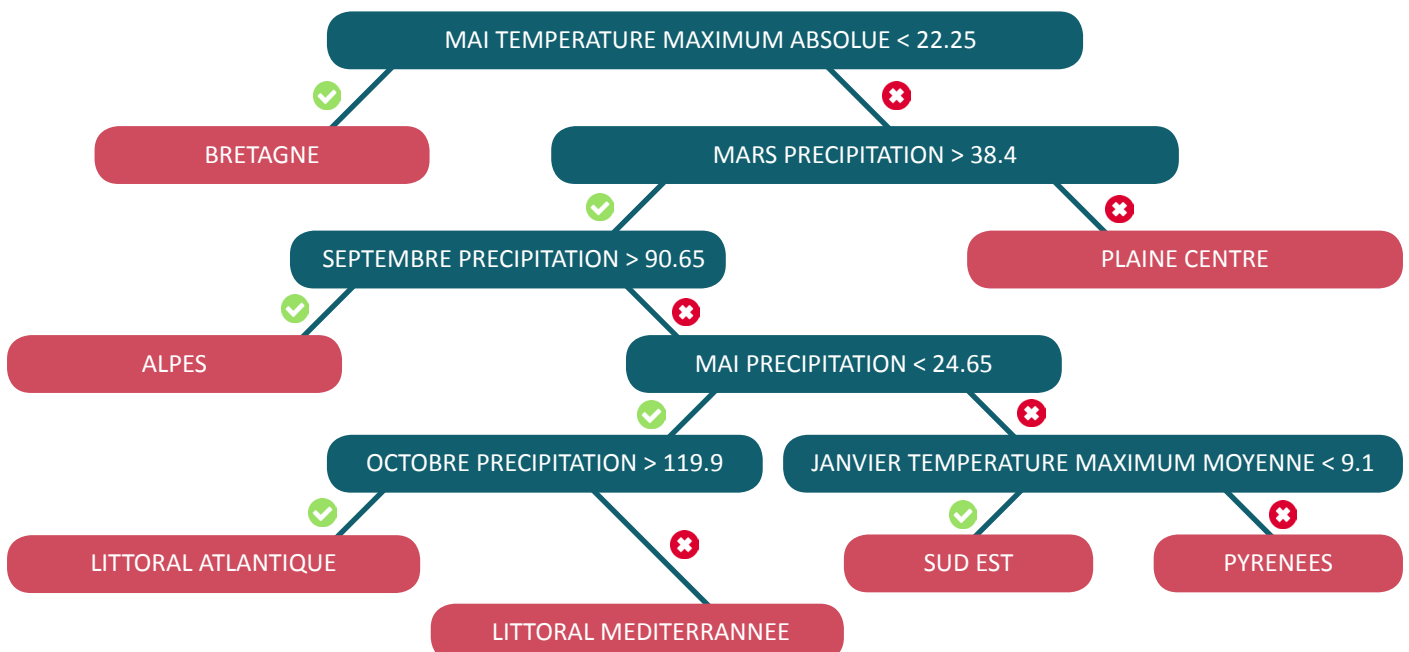 MAI TEMPERATURE MAXIMUM ABSOLUE < 22.25
BRETAGNE
MARS PRECIPITATION > 38.4
SEPTEMBRE PRECIPITATION > 90.65
PLAINE CENTRE
ALPES
MAI PRECIPITATION < 24.65
OCTOBRE PRECIPITATION > 119.9
JANVIER TEMPERATURE MAXIMUM MOYENNE < 9.1
LITTORAL ATLANTIQUE
SUD EST
PYRENEES
LITTORAL MEDITERRANNEE